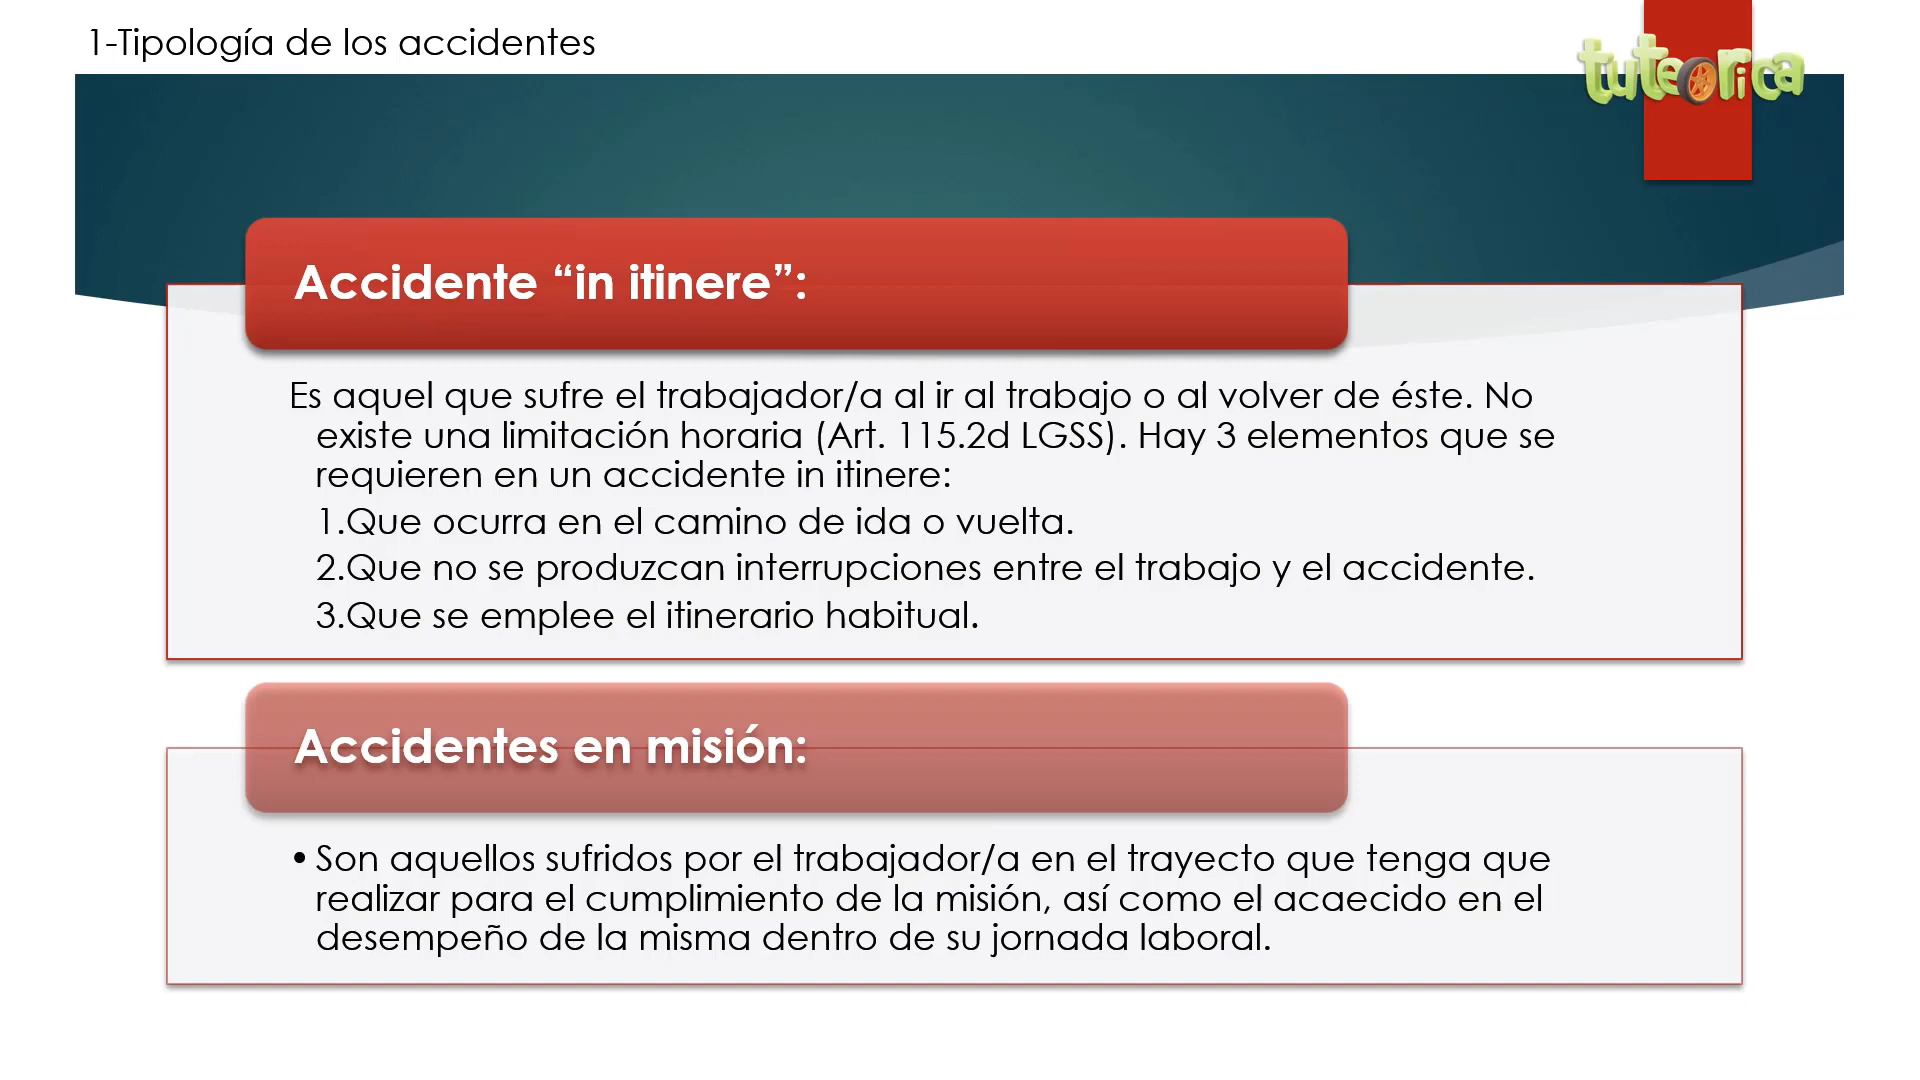 1-Tipología de los accidentes
tuteorica
Accidente “in itinere”:
Es aquel que sufre el trabajador/a al ir al trabajo o al volver de éste. No
existe una limitación horaria (Art. 115.2d LGSS). Hay 3 elementos que se
requieren en un accidente in itinere:
1.Que ocurra en el camino de ida o vuelta.
2.Que no se produzcan interrupciones entre el trabajo y el accidente.
3.Que se emplee el itinerario habitual.
Accidentes en misión:
• Son aquellos sufridos por el trabajador/a en el trayecto que tenga que
realizar para el cumplimiento de la misión, así como el acaecido en el
desempeño de la misma dentro de su jornada laboral.